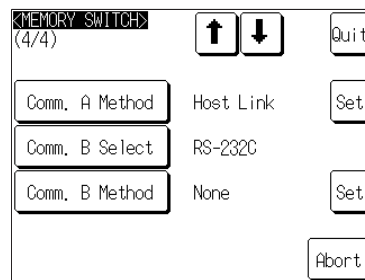 <MEMORY SWITCH>
(4/4)
Quit
Comm. A Method Host Link Set
Comm. B Select RS-232C
Comm. B Method None Set
Abort